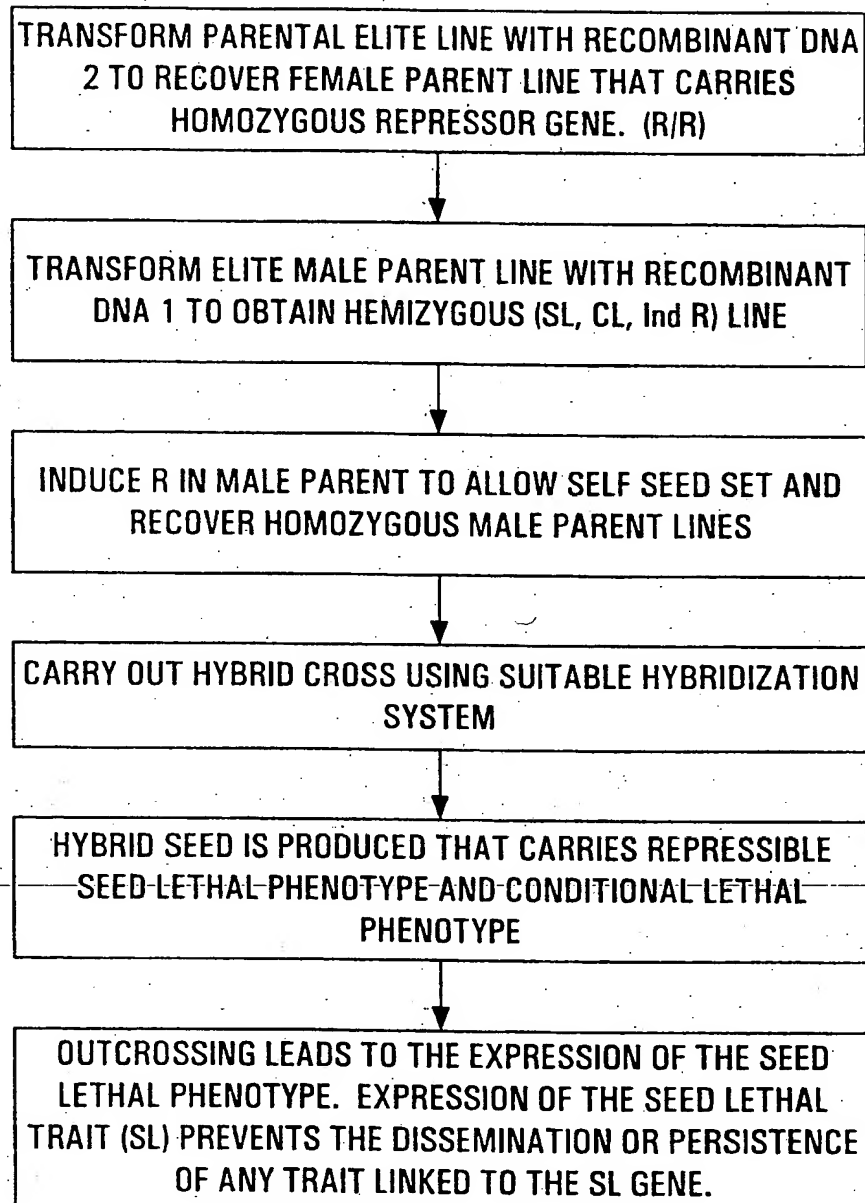 TRANSFORM PARENTAL ELITE LINE WITH RECOMBINANT DNA
2 TO RECOVER FEMALE PARENT LINE THAT CARRIES
HOMOZYGOUS REPRESSOR GENE. (R/R)
TRANSFORM ELITE MALE PARENT LINE WITH RECOMBINANT
DNA 1 TO OBTAIN HEMIZYGOUS (SL, CL, Ind R) LINE
INDUCE R IN MALE PARENT TO ALLOW SELF SEED SET AND
RECOVER HOMOZYGOUS MALE PARENT LINES
CARRY OUT HYBRID CROSS USING SUITABLE HYBRIDIZATION
SYSTEM
HYBRID SEED IS PRODUCED THAT CARRIES REPRESSIBLE
SEED LETHAL PHENOTYPE AND CONDITIONAL LETHAL
PHENOTYPE
OUTCROSSING LEADS TO THE EXPRESSION OF THE SEED
LETHAL PHENOTYPE. EXPRESSION OF THE SEED LETHAL
TRAIT (SL) PREVENTS THE DISSEMINATION OR PERSISTENCE
OF ANY TRAIT LINKED TO THE SL GENE.